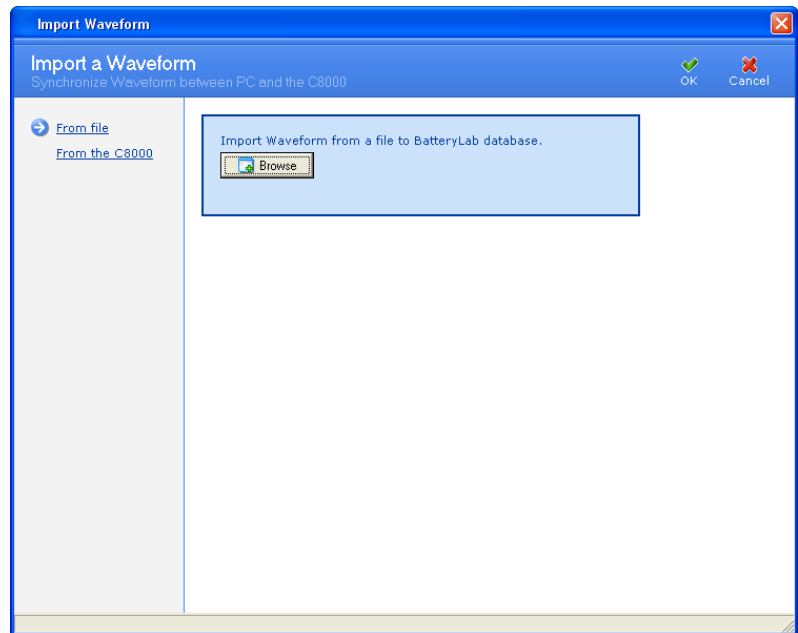 Import Waveform
Import a Waveform
Synchronize Waveform between PC and the C8000
OK
Cancel
From file
From the C8000
Import Waveform from a file to BatteryLab database.
Browse